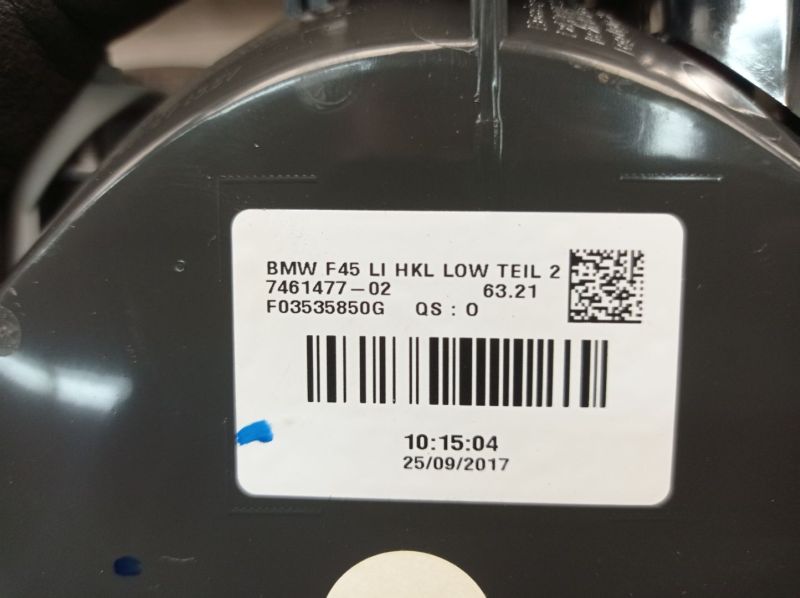 BMW F45 LI HKL LOW TEIL 2
7461477-02 63.21
F03535850G QS : O
10:15:04
25/09/2017